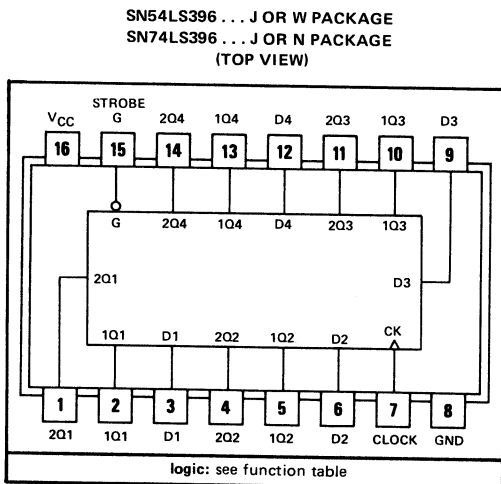 SN54LS396 . . . J OR W PACKAGE
SN74LS396 . . . J OR N PACKAGE
(TOP VIEW)
STROBE
VCC G 2Q4 1Q4 D4 2Q3 1Q3 D3
16 15 14 13 12 11 10 9
G 2Q4 1Q4 D4 2Q3 1Q3
2Q1 D3
CK
1Q1 D1 2Q2 1Q2 D2
1 2 3 4 5 6 7 8
2Q1 1Q1 D1 2Q2 1Q2 D2 CLOCK GND
logic: see function table